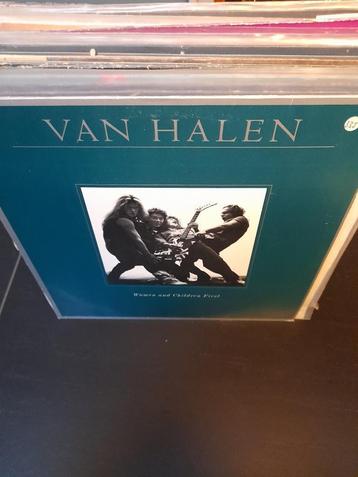 VAN HALEN
Women and Children First